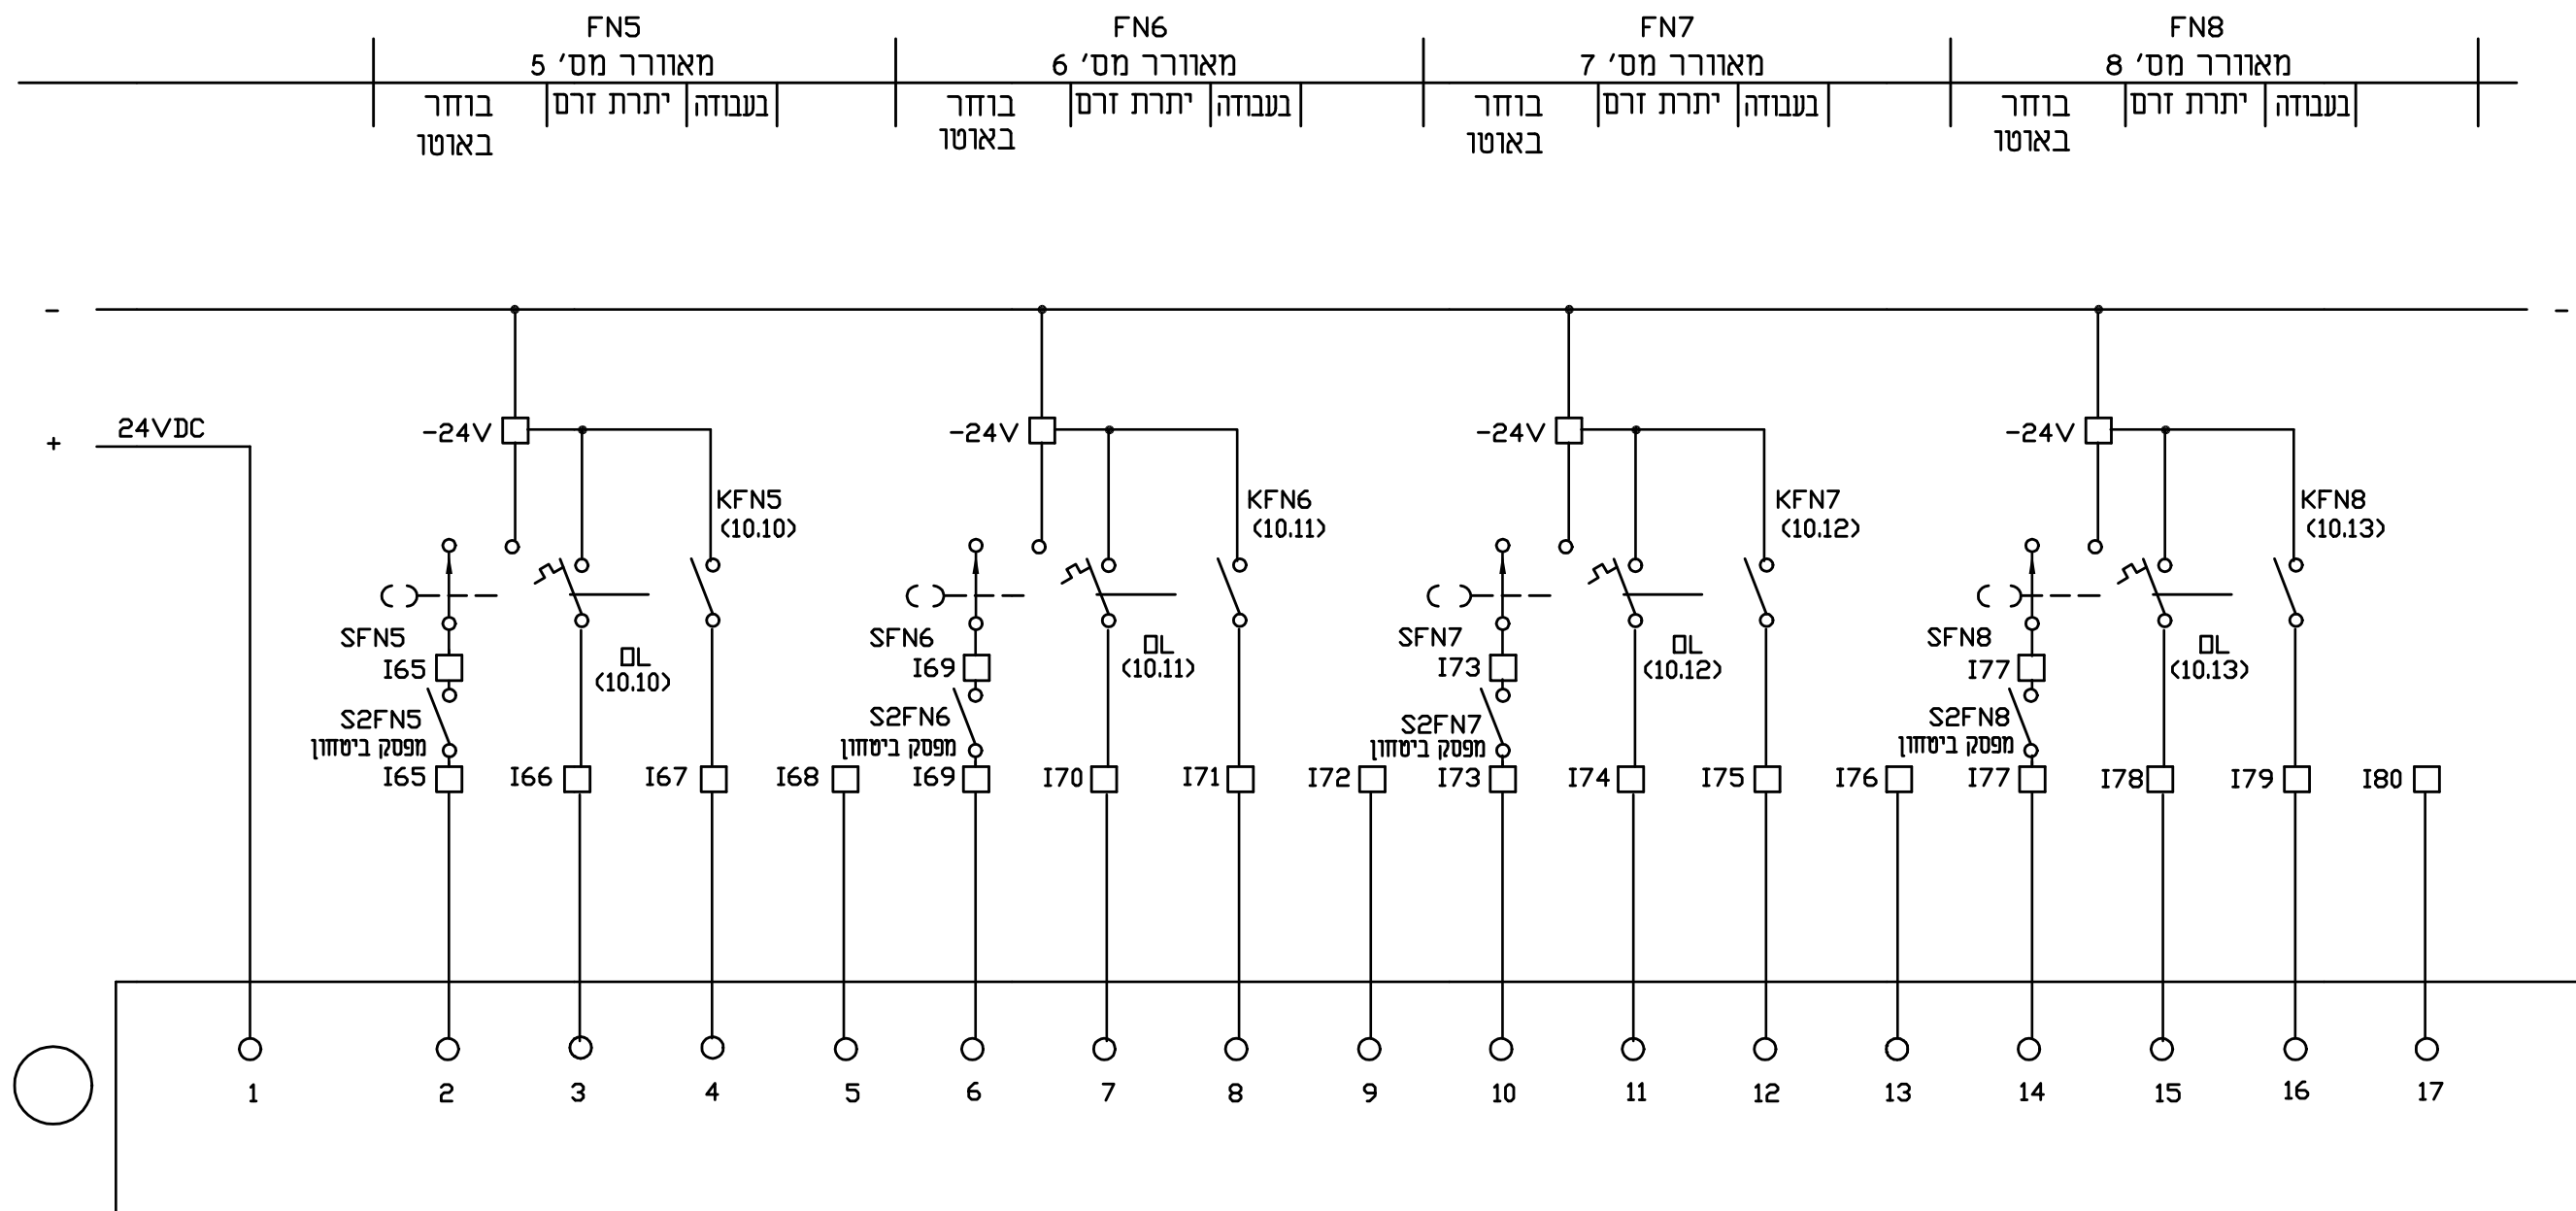 FN5
FN6
FN7
FN8
מאוורר מס' 5
מאוורר מס' 6
מאוורר מס' 7
מאוורר מס' 8
בוחר
באוטו
יתרת זרם
בעבודה
בוחר
באוטו
יתרת זרם
בעבודה
בוחר
באוטו
יתרת זרם
בעבודה
בוחר
באוטו
יתרת זרם
בעבודה
-
-
+
24VDC
-24V
-24V
-24V
-24V
KFN5
(10.10)
KFN6
(10.11)
KFN7
(10.12)
KFN8
(10.13)
SFN5
I65
OL
(10.10)
SFN6
I69
OL
(10.11)
SFN7
I73
OL
(10.12)
SFN8
I77
OL
(10.13)
S2FN5
מפסק ביטחון
S2FN6
מפסק ביטחון
S2FN7
מפסק ביטחון
S2FN8
מפסק ביטחון
I65 I66 I67 I68 I69 I70 I71 I72 I73 I74 I75 I76 I77 I78 I79 I80
1 2 3 4 5 6 7 8 9 10 11 12 13 14 15 16 17